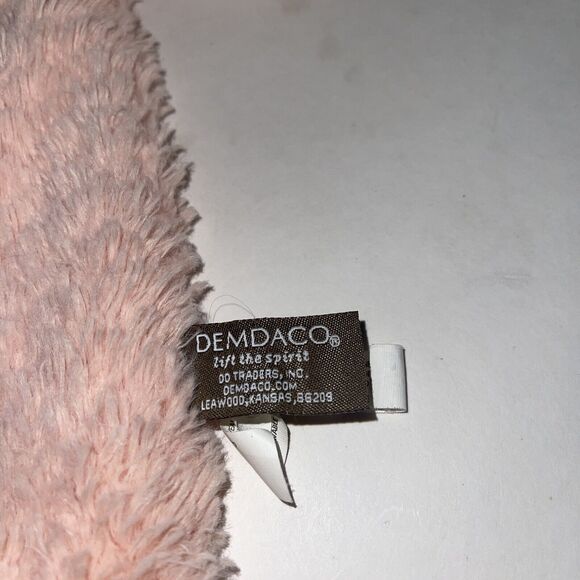 DEMDACO®
lift the spirit
DD TRADERS, INC.
DEMDACO.COM
LEAWOOD, KANSAS, 66209